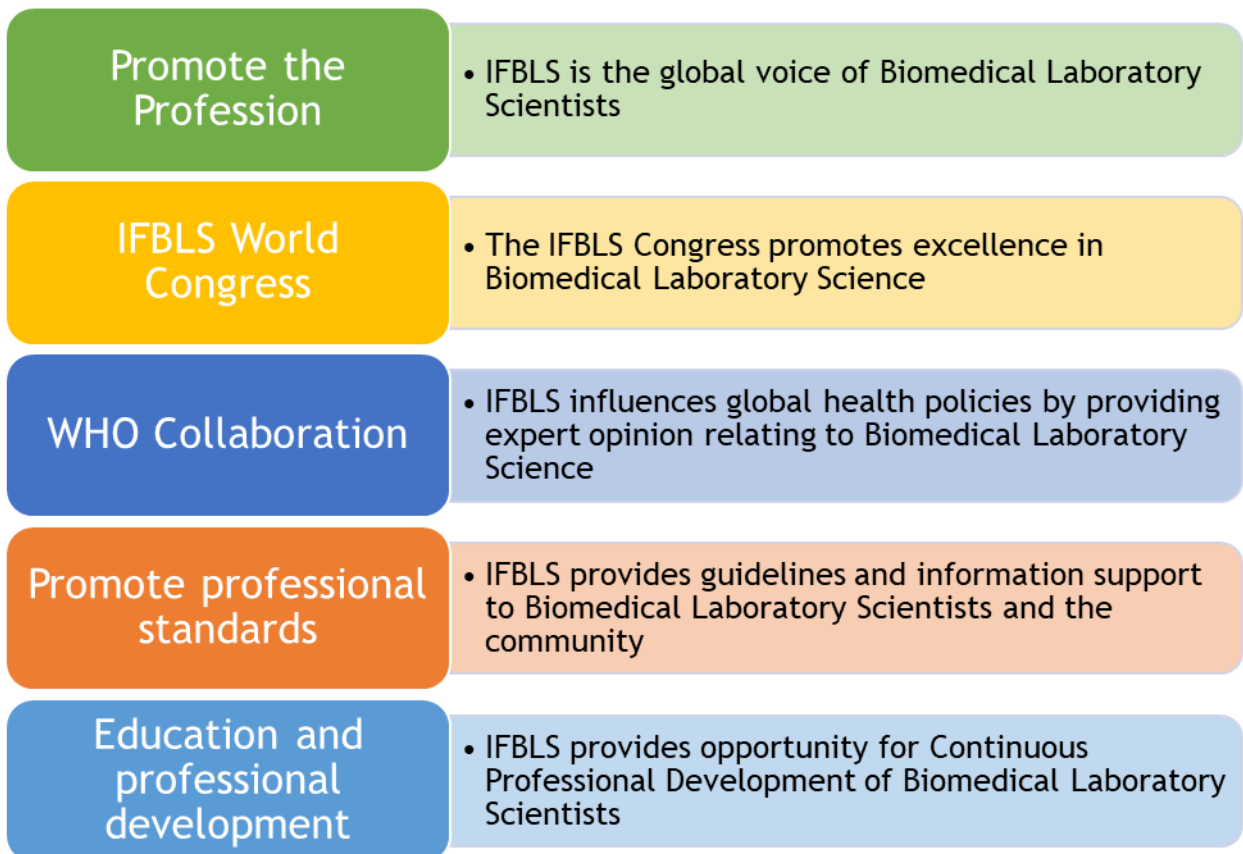 Promote the
Profession
• IFBLS is the global voice of Biomedical Laboratory
Scientists
IFBLS World
Congress
• The IFBLS Congress promotes excellence in
Biomedical Laboratory Science
WHO Collaboration
• IFBLS influences global health policies by providing
expert opinion relating to Biomedical Laboratory
Science
Promote professional
standards
• IFBLS provides guidelines and information support
to Biomedical Laboratory Scientists and the
community
Education and
professional
development
• IFBLS provides opportunity for Continuous
Professional Development of Biomedical Laboratory
Scientists